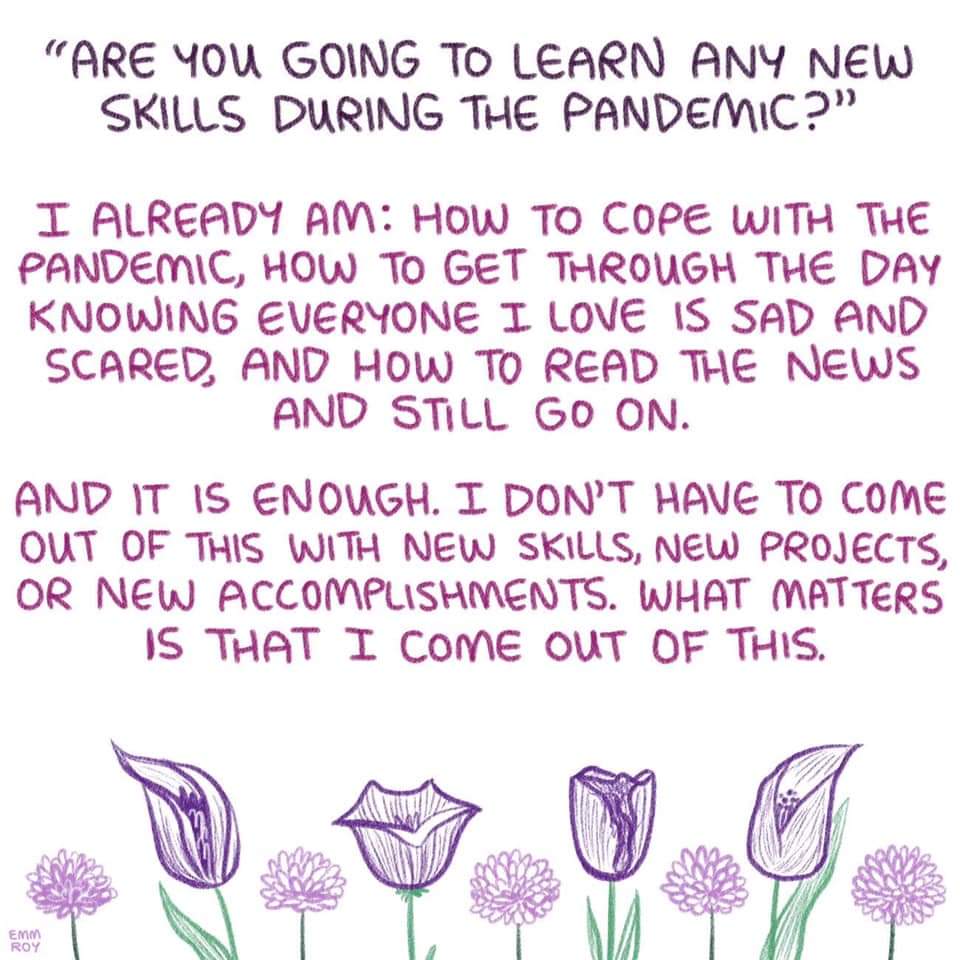 “ARE YOU GOING TO LEARN ANY NEW
SKILLS DURING THE PANDEMIC?”
I ALREADY AM: HOW TO COPE WITH THE
PANDEMIC, HOW TO GET THROUGH THE DAY
KNOWING EVERYONE I LOVE IS SAD AND
SCARED, AND HOW TO READ THE NEWS
AND STILL GO ON.
AND IT IS ENOUGH. I DON'T HAVE TO COME
OUT OF THIS WITH NEW SKILLS, NEW PROJECTS,
OR NEW ACCOMPLISHMENTS. WHAT MATTERS
IS THAT I COME OUT OF THIS.
EMM
ROY